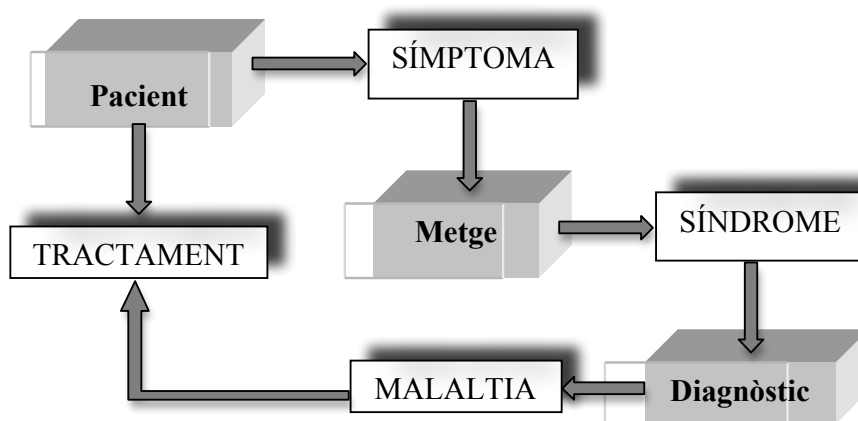 SÍMPTOMA
Pacient
Metge
SÍNDROME
TRACTAMENT
MALALTIA
Diagnòstic